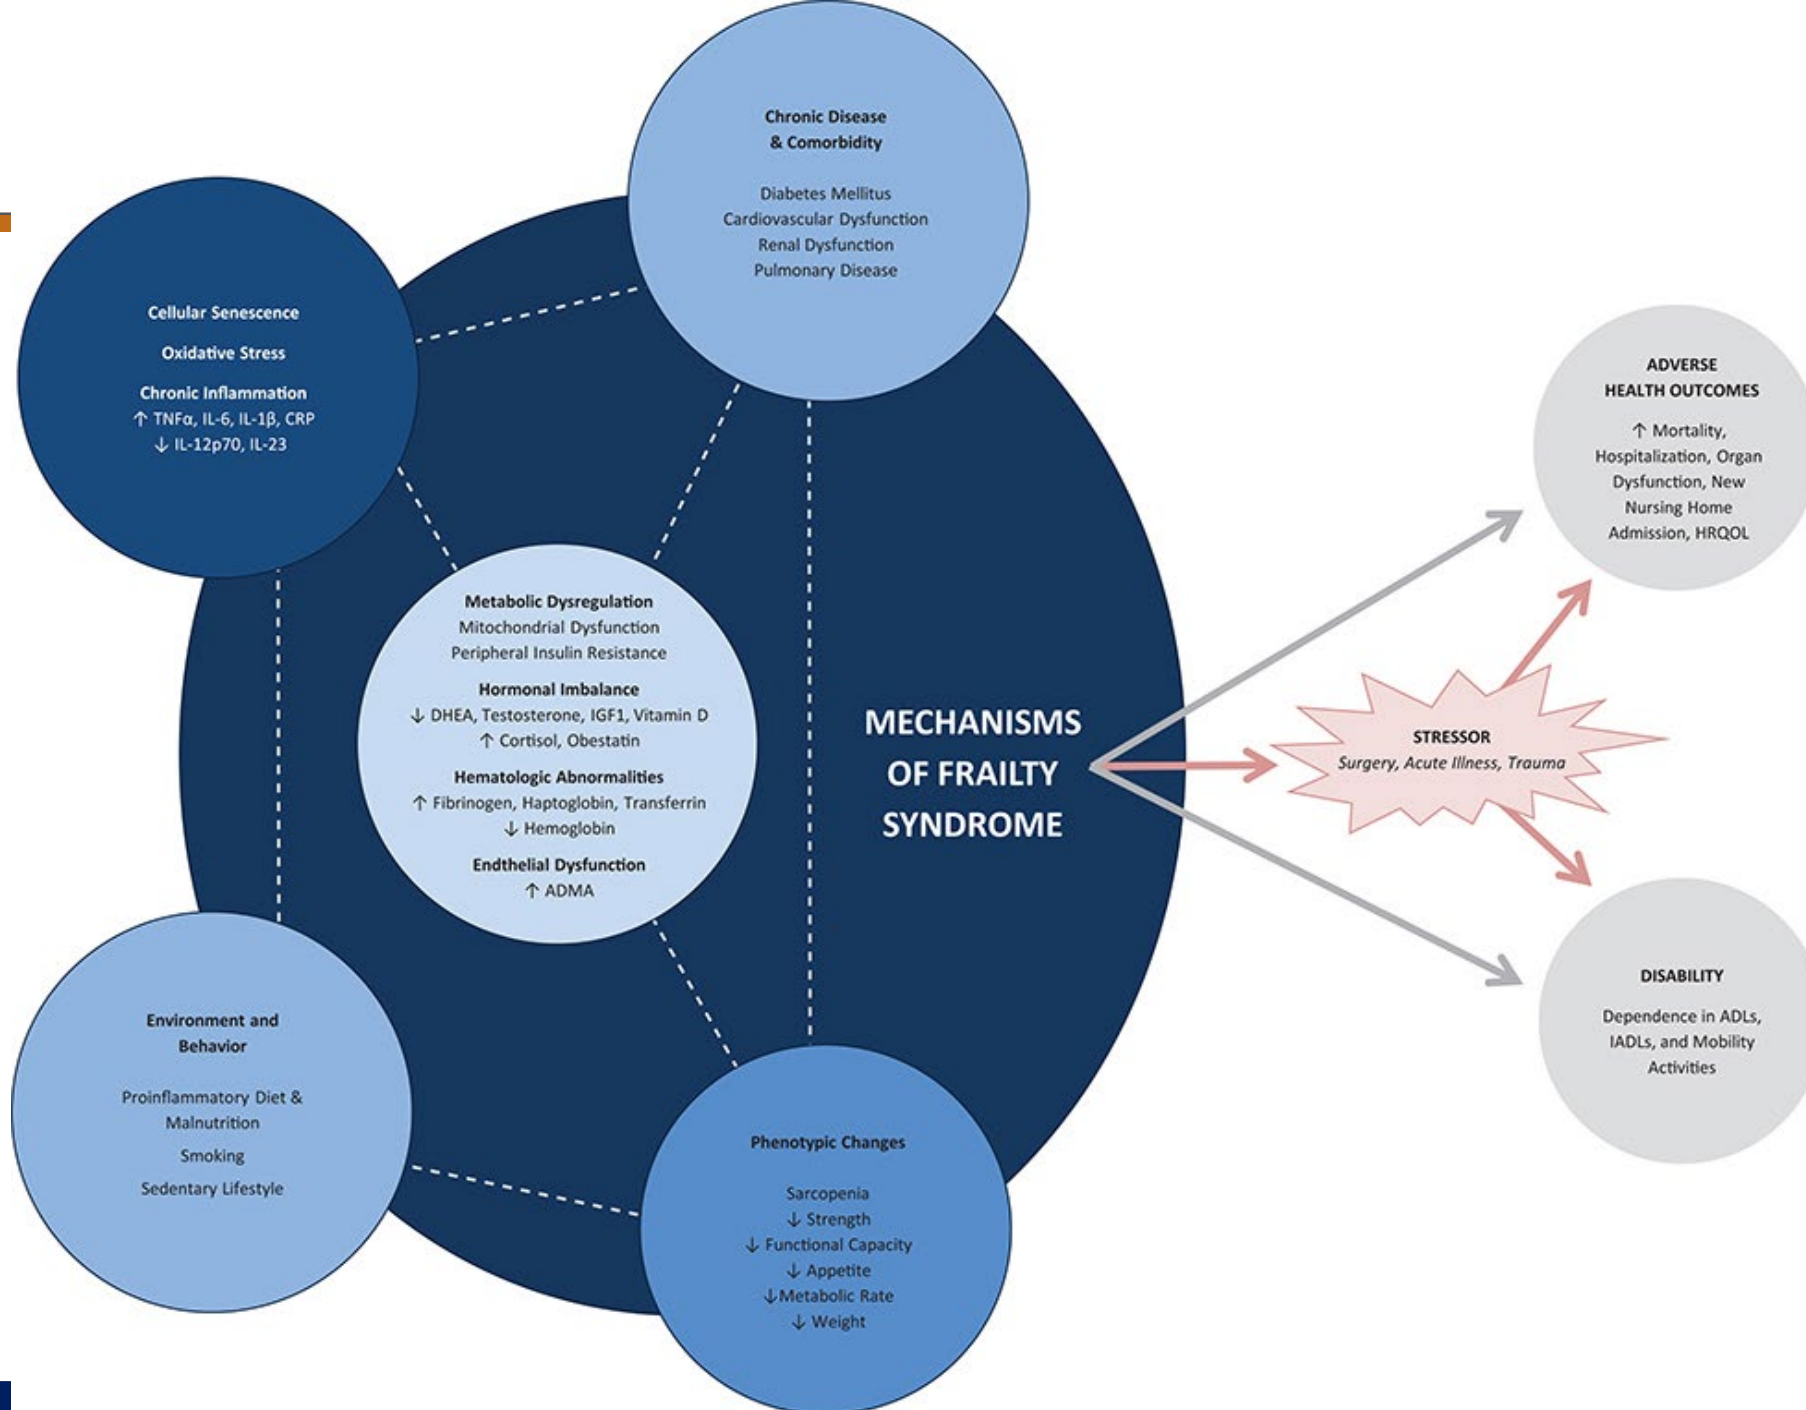 Chronic Disease
& Comorbidity
Diabetes Mellitus
Cardiovascular Dysfunction
Renal Dysfunction
Pulmonary Disease
Cellular Senescence
Oxidative Stress
Chronic Inflammation
↑ TNFα, IL-6, IL-1β, CRP
↓ IL-12p70, IL-23
Metabolic Dysregulation
Mitochondrial Dysfunction
Peripheral Insulin Resistance
Hormonal Imbalance
↓ DHEA, Testosterone, IGF1, Vitamin D
↑ Cortisol, Obestatin
Hematologic Abnormalities
↑ Fibrinogen, Haptoglobin, Transferrin
↓ Hemoglobin
Endthelial Dysfunction
↑ ADMA
Environment and
Behavior
Proinflammatory Diet &
Malnutrition
Smoking
Sedentary Lifestyle
Phenotypic Changes
Sarcopenia
↓ Strength
↓ Functional Capacity
↓ Appetite
↓Metabolic Rate
↓ Weight
MECHANISMS
OF FRAILTY
SYNDROME
STRESSOR
Surgery, Acute Illness, Trauma
ADVERSE
HEALTH OUTCOMES
↑ Mortality,
Hospitalization, Organ
Dysfunction, New
Nursing Home
Admission, HRQOL
DISABILITY
Dependence in ADLs,
IADLs, and Mobility
Activities